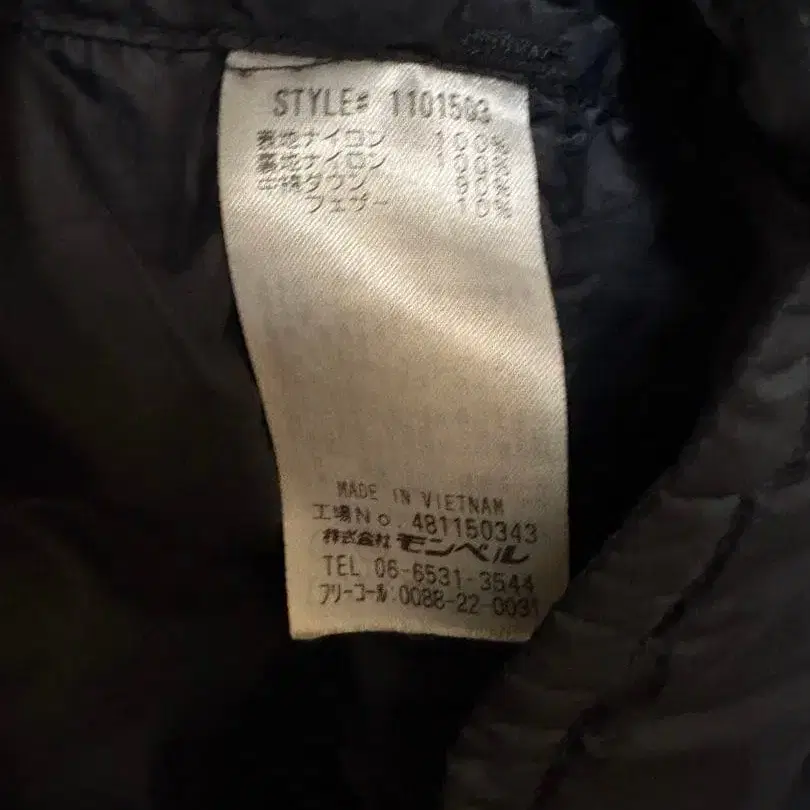 STYLE# 1101503
表地ナイロン 100%
裏地ナイロン 100%
中綿ダウン 90%
フェザー 10%
MADE IN VIETNAM
工場No. 481150343
株式会社 モンベル
TEL 06-6531-3544
フリーコール:0088-22-0031